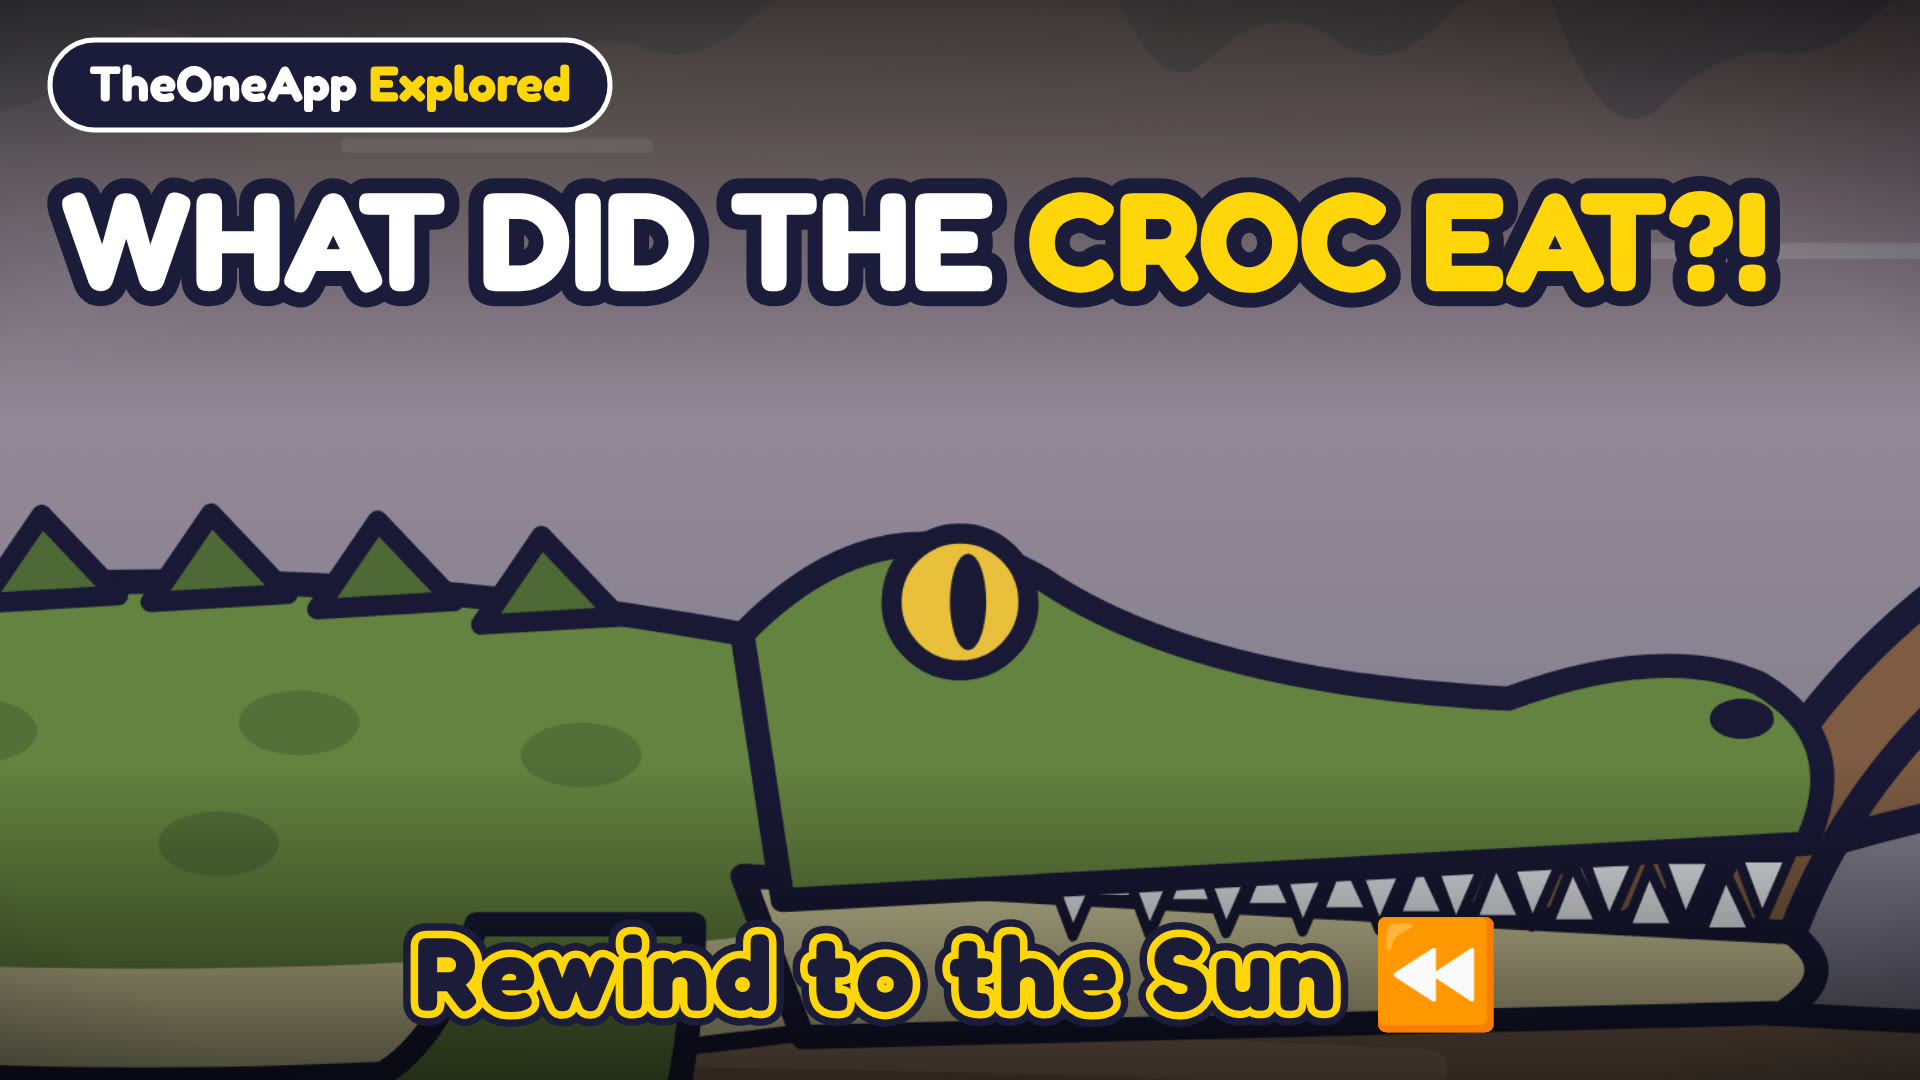 TheOneApp Explored
WHAT DID THE CROC EAT?!
Rewind to the Sun ⏪